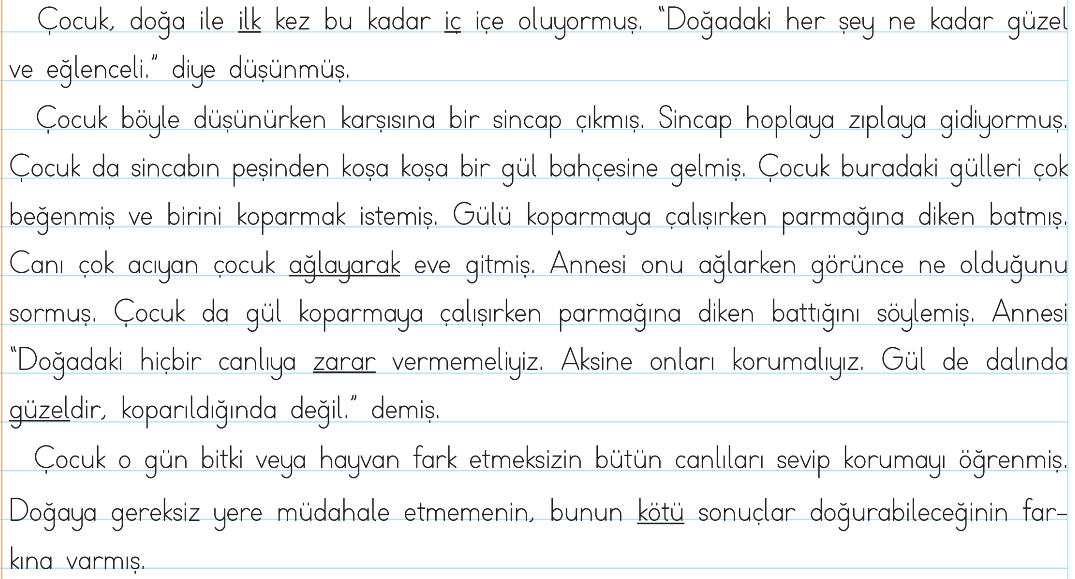 Çocuk, doğa ile ilk kez bu kadar iç içe oluyormuş. “Doğadaki her şey ne kadar güzel
ve eğlenceli.” diye düşünmüş.
Çocuk böyle düşünürken karşısına bir sincap çıkmış. Sincap hoplaya zıplaya gidiyormuş.
Çocuk da sincabın peşinden koşa koşa bir gül bahçesine gelmiş. Çocuk buradaki gülleri çok
beğenmiş ve birini koparmak istemiş. Gülü koparmaya çalışırken parmağına diken batmış.
Canı çok acıyan çocuk ağlayarak eve gitmiş. Annesi onu ağlarken görünce ne olduğunu
sormuş. Çocuk da gül koparmaya çalışırken parmağına diken battığını söylemiş. Annesi
“Doğadaki hiçbir canlıya zarar vermemeliyiz. Aksine onları korumalıyız. Gül de dalında
güzeldir, koparıldığında değil.” demiş.
Çocuk o gün bitki veya hayvan fark etmeksizin bütün canlıları sevip korumayı öğrenmiş.
Doğaya gereksiz yere müdahale etmemenin, bunun kötü sonuçlar doğurabileceğinin far-
kına varmış.